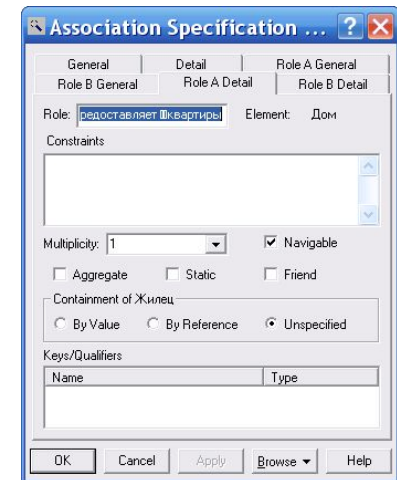 Association Specification ...
General Detail Role A General
Role B General Role A Detail Role B Detail
Role: редоставляет квартиры Element: Дом
Constraints
Multiplicity: 1 Navigable
Aggregate Static Friend
Containment of Жилец
By Value By Reference Unspecified
Keys/Qualifiers
Name Type
OK Cancel Apply Browse Help